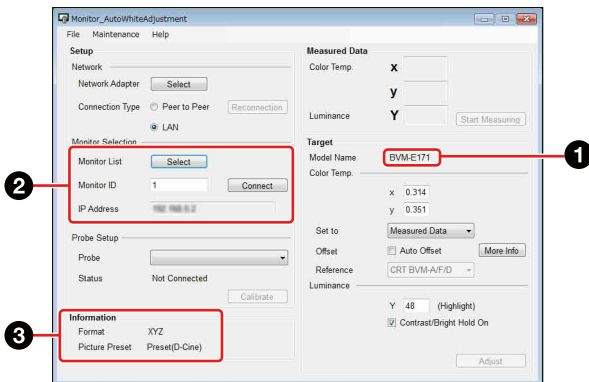 Monitor_AutoWhiteAdjustment
File Maintenance Help
Setup
Network
Network Adapter Select
Connection Type Peer to Peer Reconnection
LAN
Monitor Selection
Monitor List Select
Monitor ID 1 Connect
IP Address
Probe Setup
Probe
Status Not Connected
Calibrate
Information
Format XYZ
Picture Preset Preset(D-Cine)
Measured Data
Color Temp. x
y
Luminance Y Start Measuring
Target
Model Name BVM-E171
Color Temp.
x 0.314
y 0.351
Set to Measured Data
Offset Auto Offset More Info
Reference CRT BVM-A/F/D
Luminance
Y 48 (Highlight)
Contrast/Bright Hold On
Adjust
1
2
3